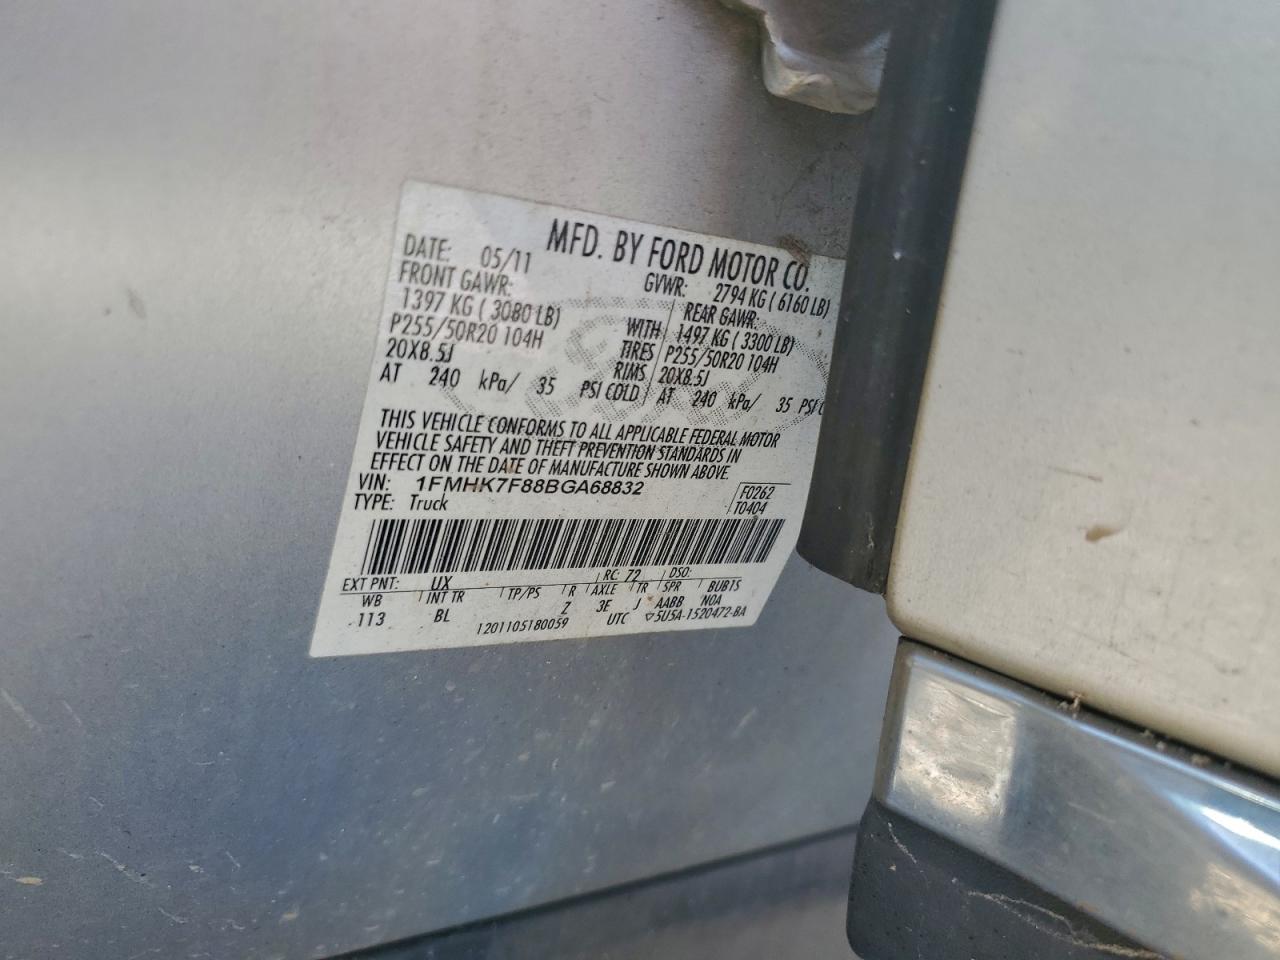 MFD. BY FORD MOTOR CO.
DATE: 05/11 GVWR: 2794 KG ( 6160 LB)
FRONT GAWR: REAR GAWR:
1397 KG ( 3080 LB) WITH 1497 KG ( 3300 LB)
P255/50R20 104H TIRES P255/50R20 104H
20X8.5J RIMS 20X8.5J
AT 240 kPa/ 35 PSI COLD AT 240 kPa/ 35 PSI C
THIS VEHICLE CONFORMS TO ALL APPLICABLE FEDERAL MOTOR
VEHICLE SAFETY AND THEFT PREVENTION STANDARDS IN
EFFECT ON THE DATE OF MANUFACTURE SHOWN ABOVE.
VIN: 1FMHK7F88BGA68832 F0262
TYPE: Truck T0404
EXT PNT: UX RC: 72 DSO:
WB INT TR TP/PS R AXLE TR SPR BUBTS
113 BL Z 3E J AABB NOA
1201105180059 UTC ▽5U5A-1520472-BA